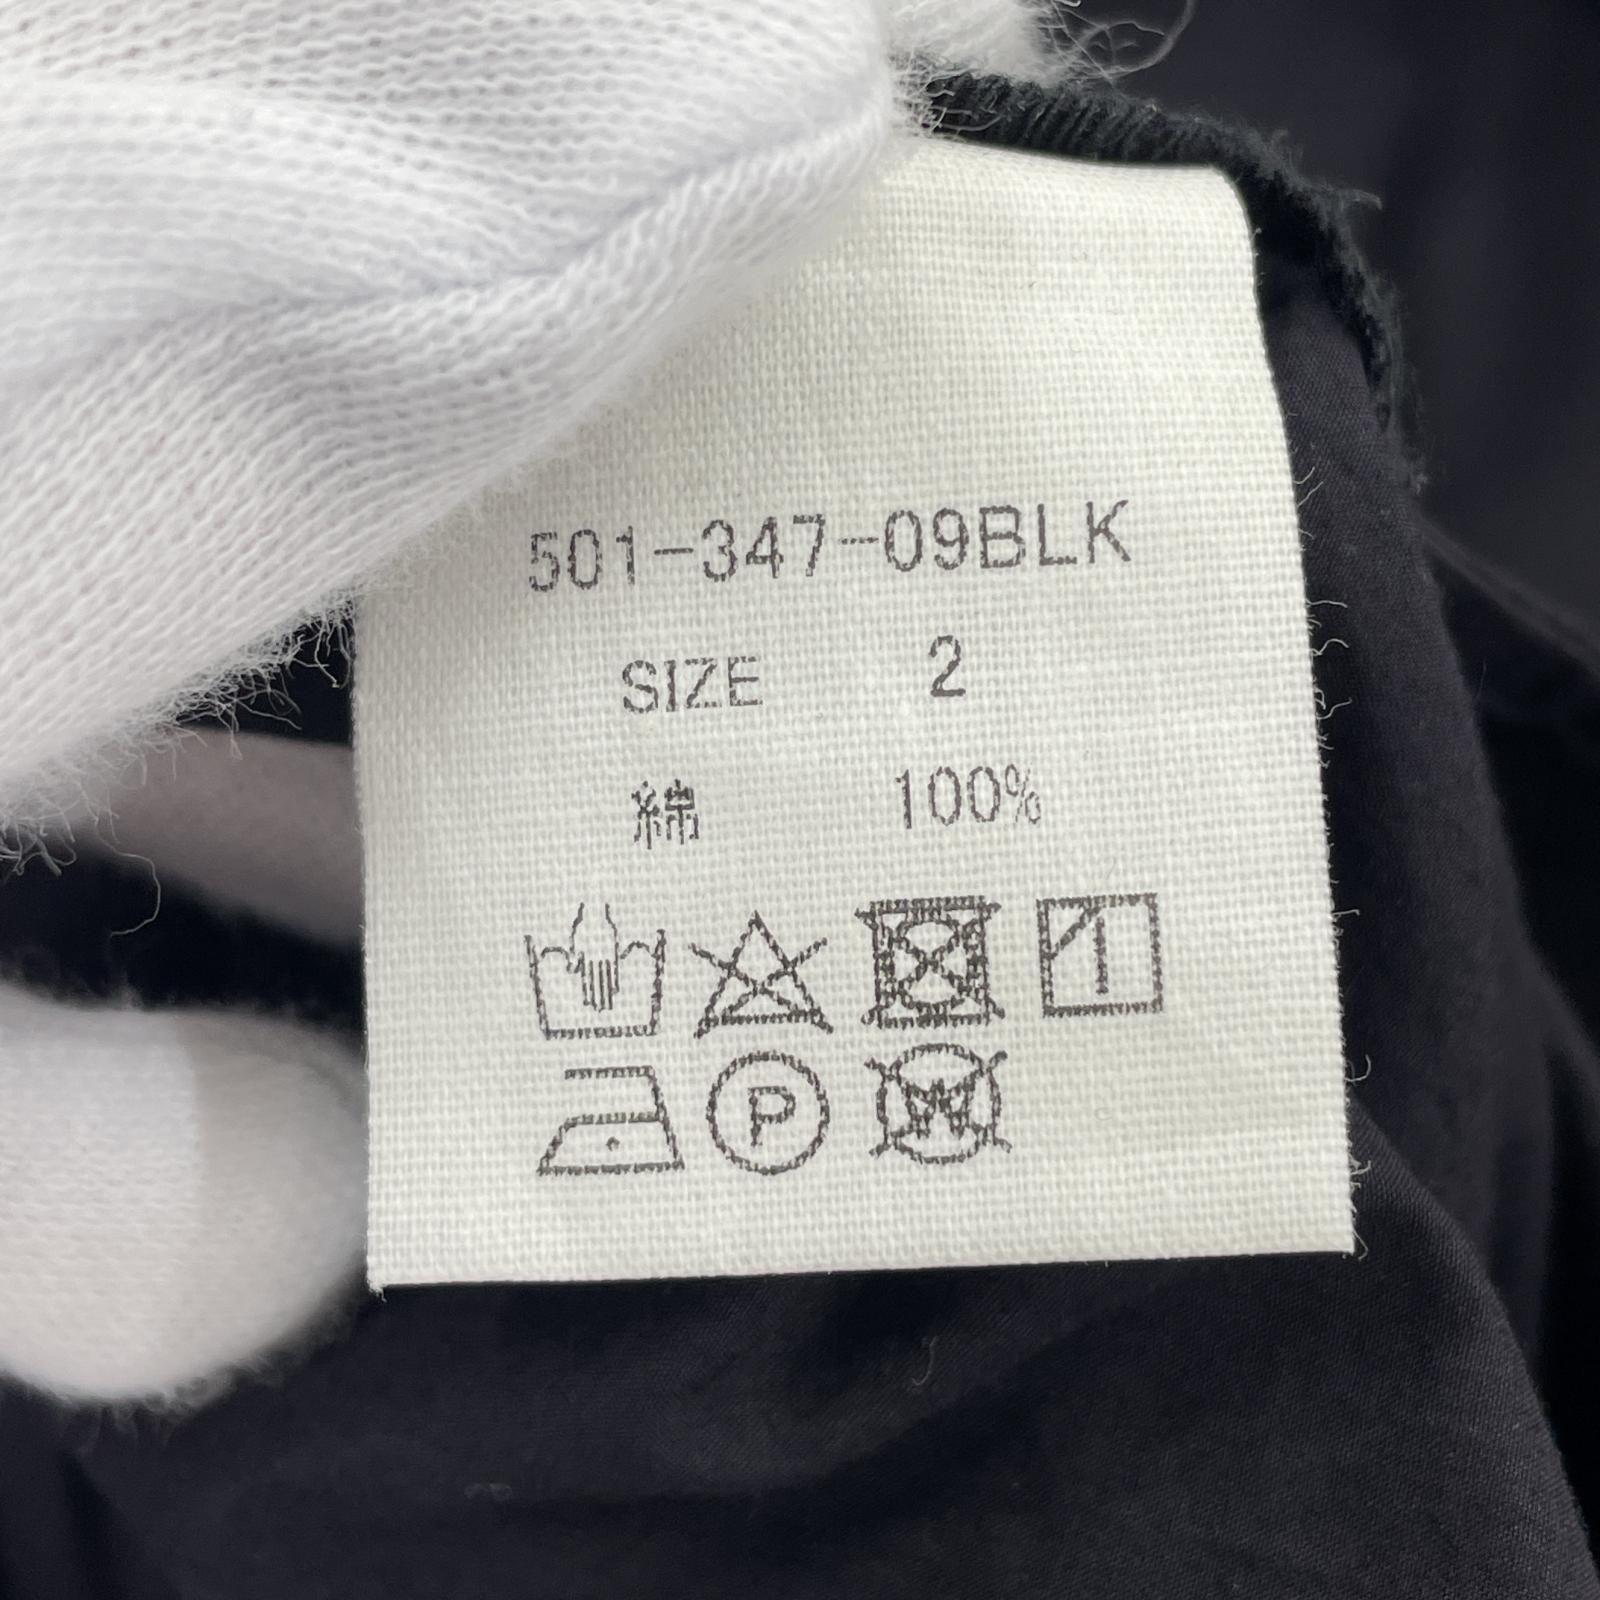 501-347-09BLK
SIZE 2
綿 100%
P W